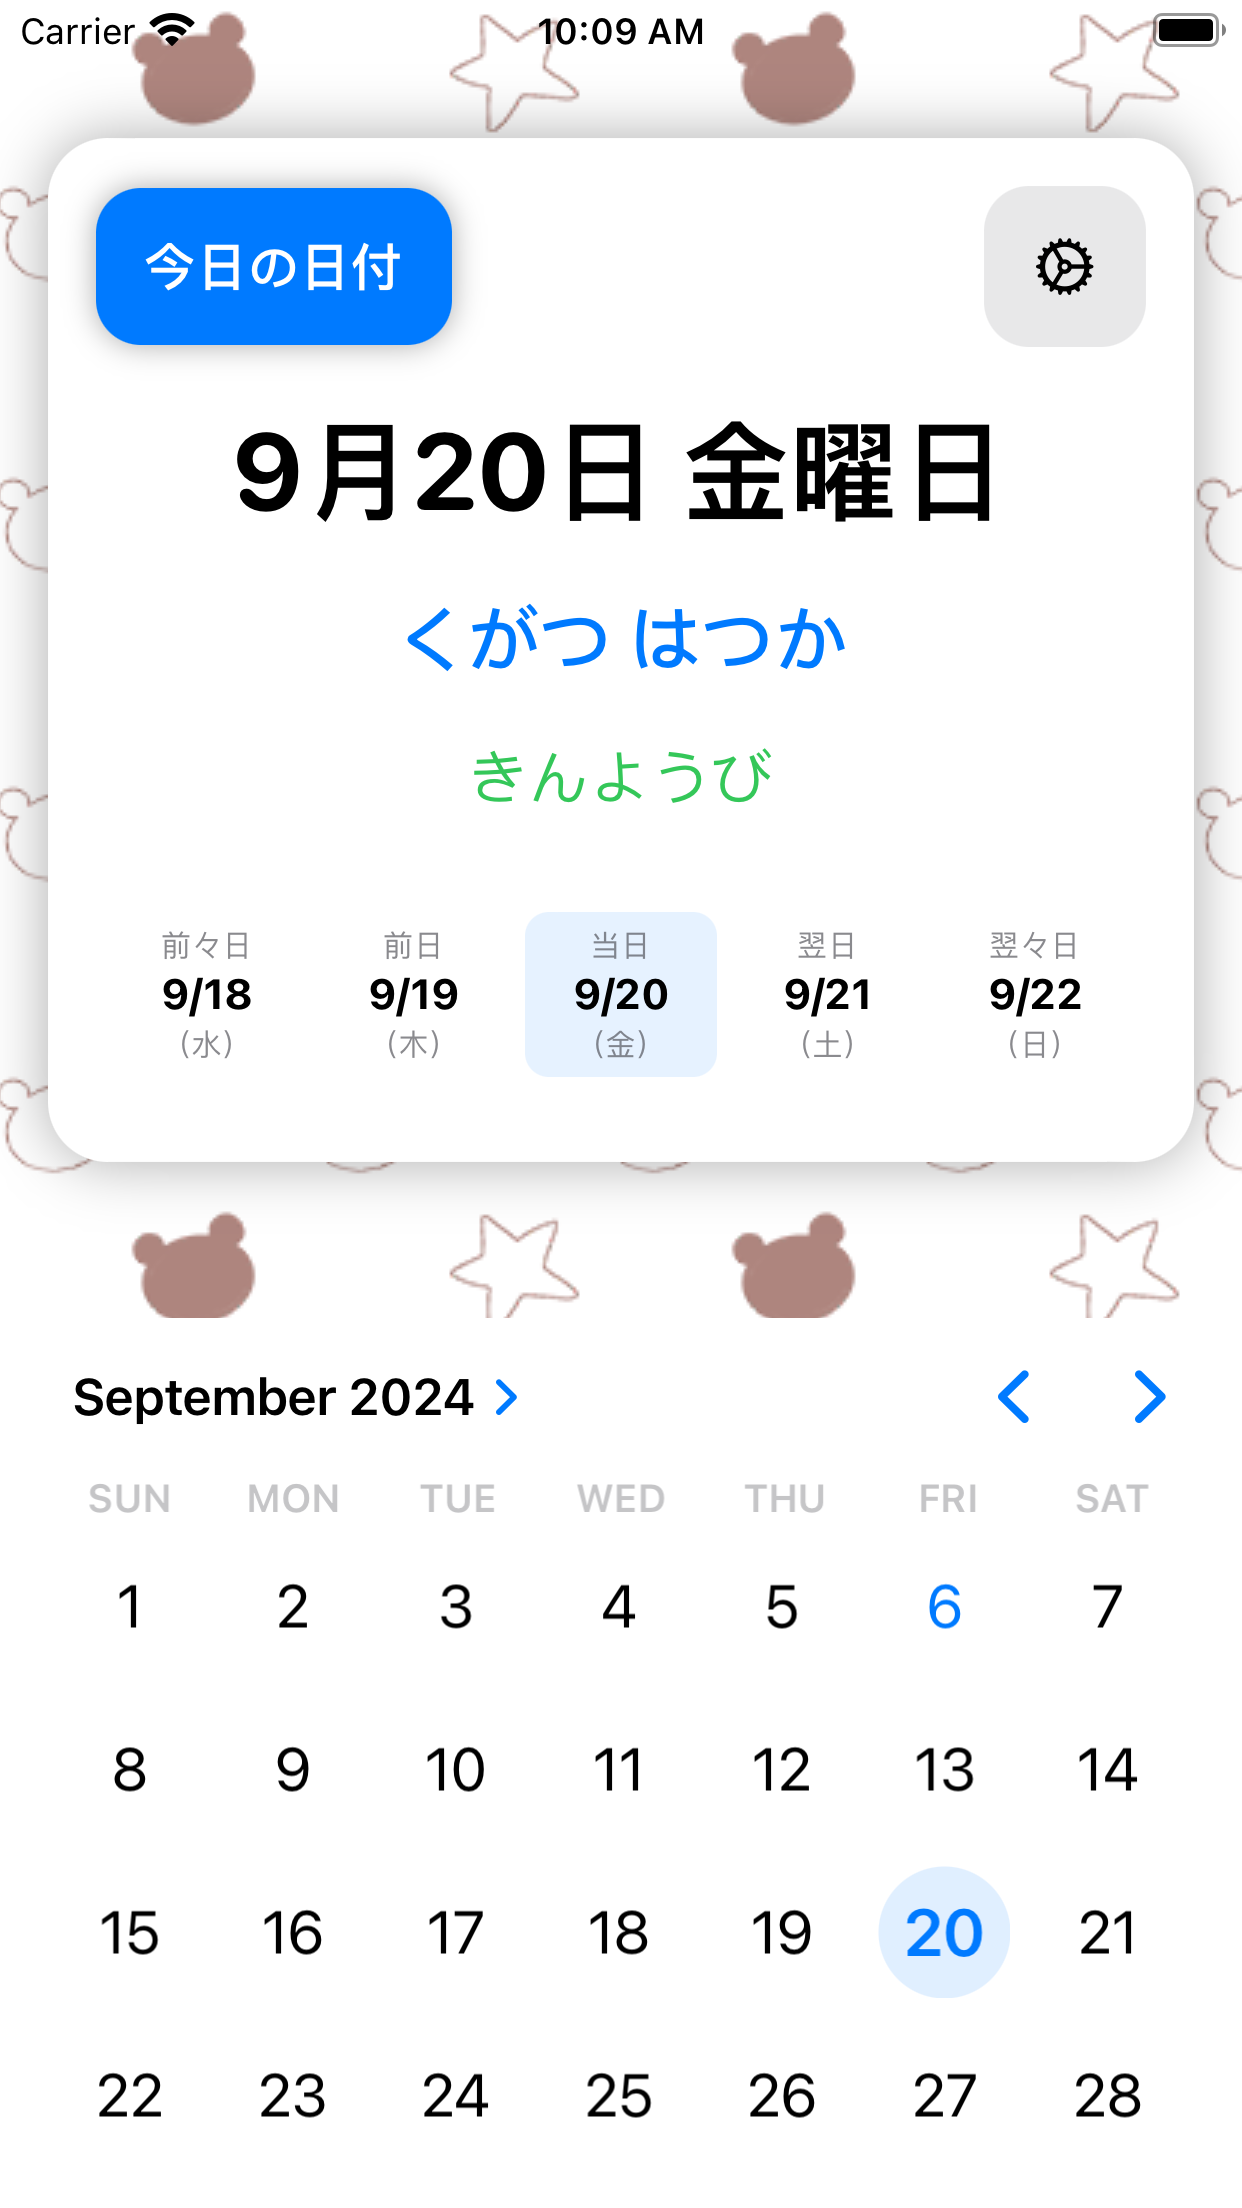 Carrier 10:09 AM
今日の日付
9月20日 金曜日
くがつ はつか
きんようび
前々日 前日 当日 翌日 翌々日
9/18 9/19 9/20 9/21 9/22
(水) (木) (金) (土) (日)
September 2024
SUN MON TUE WED THU FRI SAT
1 2 3 4 5 6 7
8 9 10 11 12 13 14
15 16 17 18 19 20 21
22 23 24 25 26 27 28